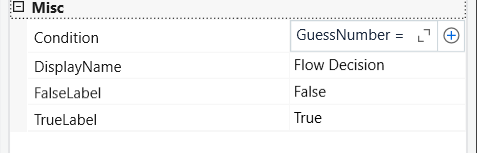 Misc
Condition GuessNumber =
DisplayName Flow Decision
FalseLabel False
TrueLabel True